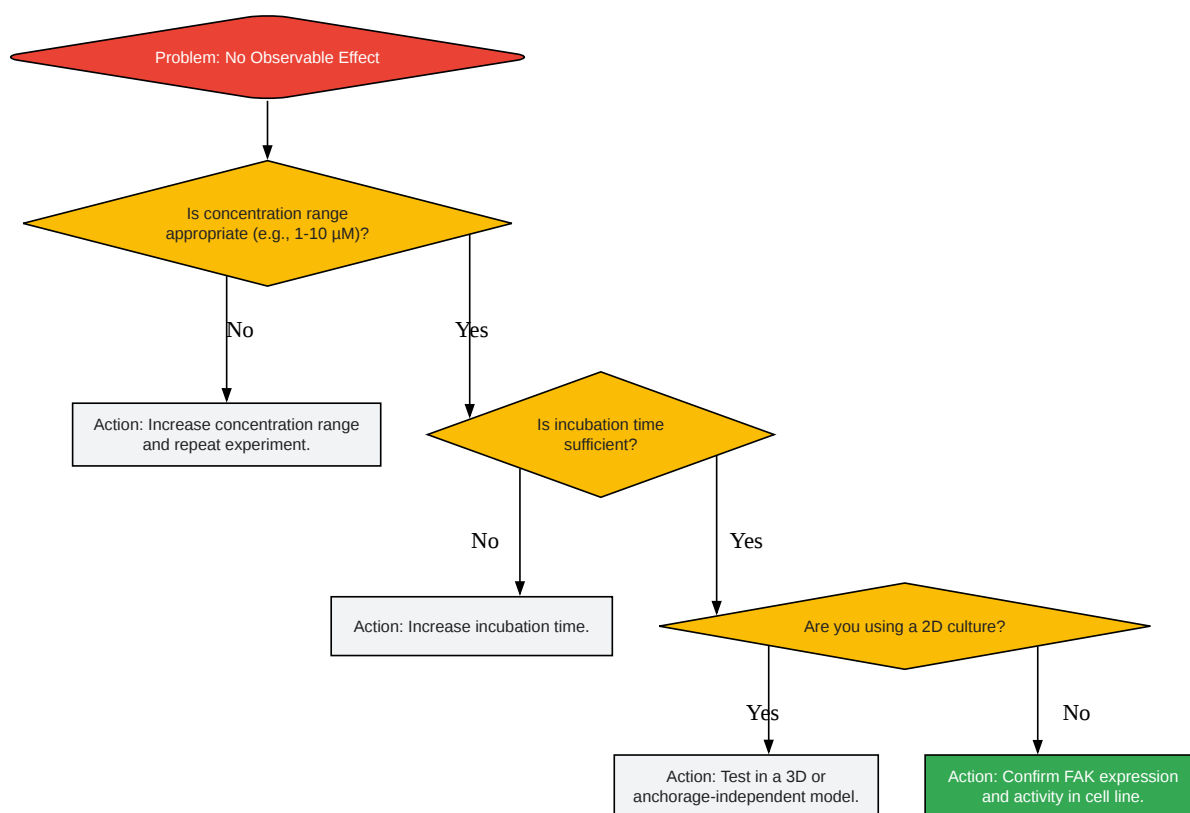 Problem: No Observable Effect
Is concentration range
appropriate (e.g., 1-10 µM)?
No
Yes
Action: Increase concentration range
and repeat experiment.
Is incubation time
sufficient?
No
Yes
Action: Increase incubation time.
Are you using a 2D culture?
Yes
No
Action: Test in a 3D or
anchorage-independent model.
Action: Confirm FAK expression
and activity in cell line.